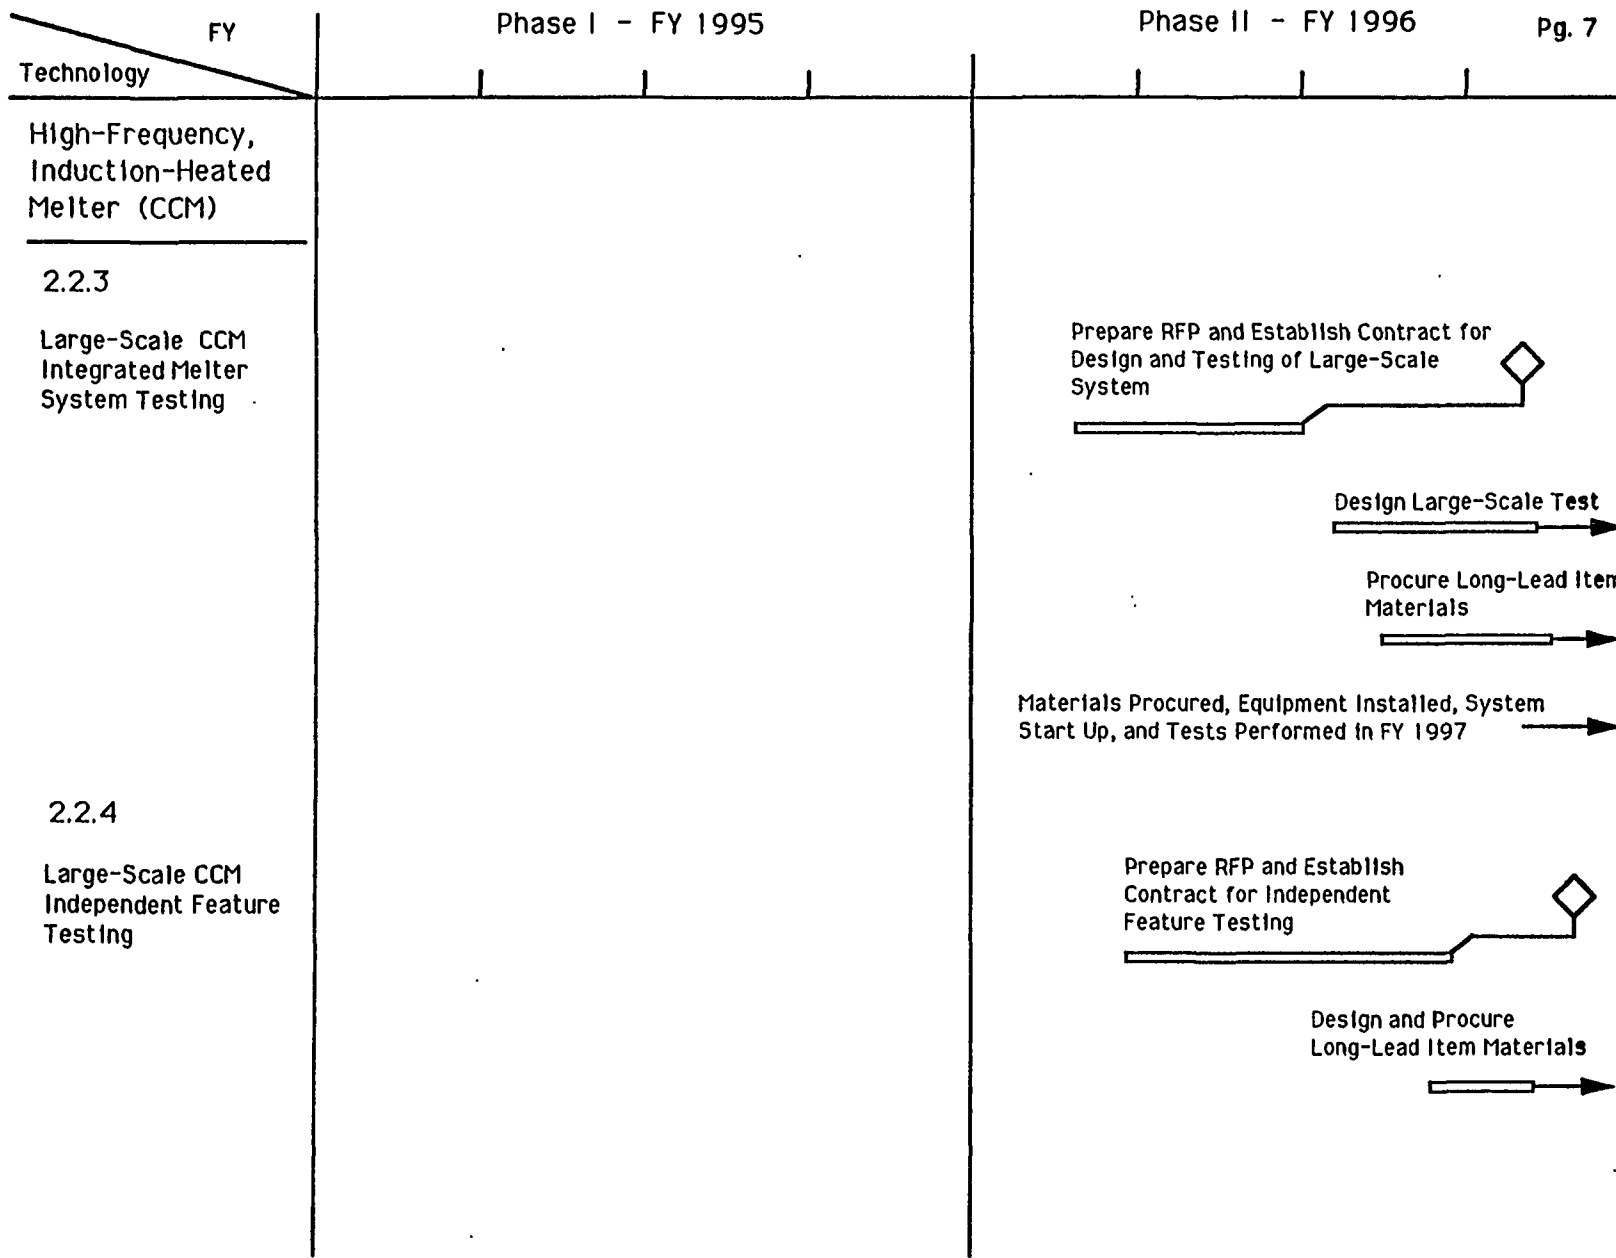 FY
Technology
Phase I - FY 1995
Phase II - FY 1996
Pg. 7
High-Frequency,
Induction-Heated
Melter (CCM)
2.2.3
Large-Scale CCM
Integrated Melter
System Testing
Prepare RFP and Establish Contract for
Design and Testing of Large-Scale
System
Design Large-Scale Test
Procure Long-Lead Item
Materials
Materials Procured, Equipment Installed, System
Start Up, and Tests Performed in FY 1997
2.2.4
Large-Scale CCM
Independent Feature
Testing
Prepare RFP and Establish
Contract for Independent
Feature Testing
Design and Procure
Long-Lead Item Materials